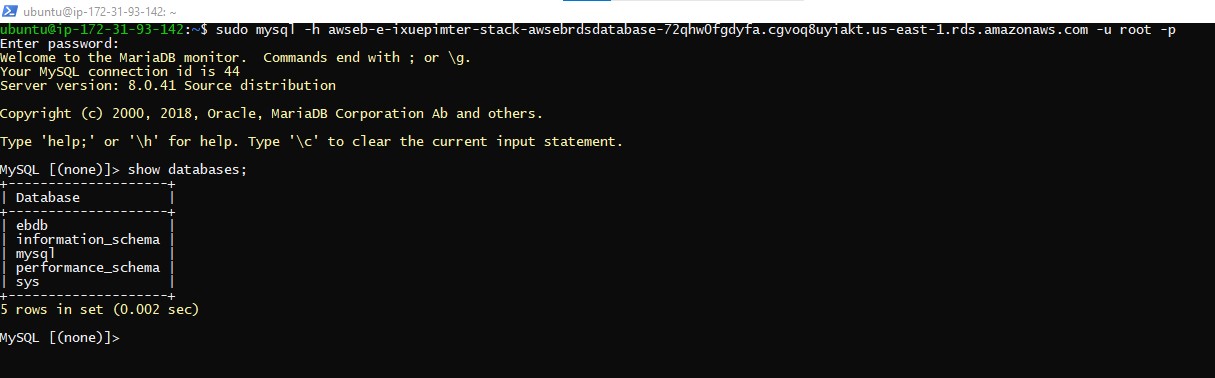 ubuntu@ip-172-31-93-142: ~
ubuntu@ip-172-31-93-142:~$ sudo mysql -h awseb-e-ixuepimter-stack-awsebrdsdatabase-72qhw0fgdyfa.cgvoq8uyiakt.us-east-1.rds.amazonaws.com -u root -p
Enter password:
Welcome to the MariaDB monitor.  Commands end with ; or \g.
Your MySQL connection id is 44
Server version: 8.0.41 Source distribution

Copyright (c) 2000, 2018, Oracle, MariaDB Corporation Ab and others.

Type 'help;' or '\h' for help. Type '\c' to clear the current input statement.

MySQL [(none)]> show databases;
+--------------------+
| Database           |
+--------------------+
| ebdb               |
| information_schema |
| mysql              |
| performance_schema |
| sys                |
+--------------------+
5 rows in set (0.002 sec)

MySQL [(none)]>